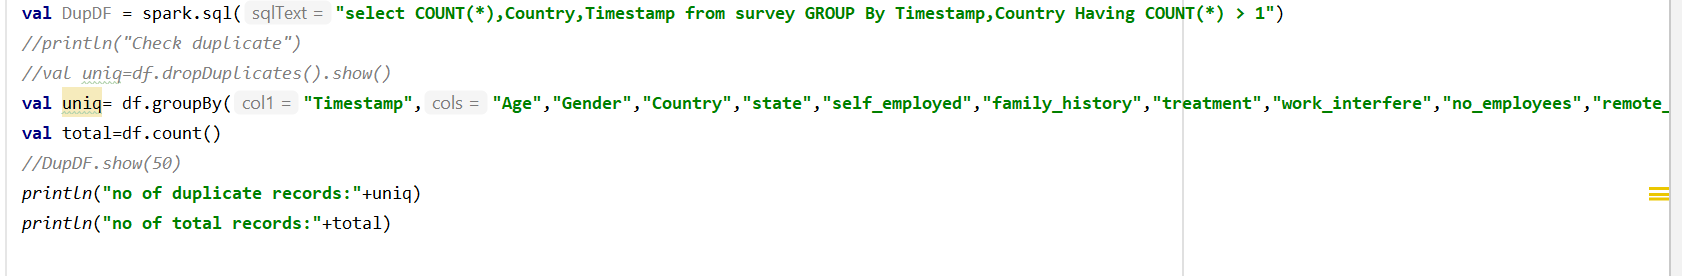 val DupDF = spark.sql( sqlText = "select COUNT(*),Country,Timestamp from survey GROUP By Timestamp,Country Having COUNT(*) > 1")
//println("Check duplicate")
//val uniq=df.dropDuplicates().show()
val uniq= df.groupBy( col1 = "Timestamp", cols = "Age","Gender","Country","state","self_employed","family_history","treatment","work_interfere","no_employees","remote_
val total=df.count()
//DupDF.show(50)
println("no of duplicate records:"+uniq)
println("no of total records:"+total)